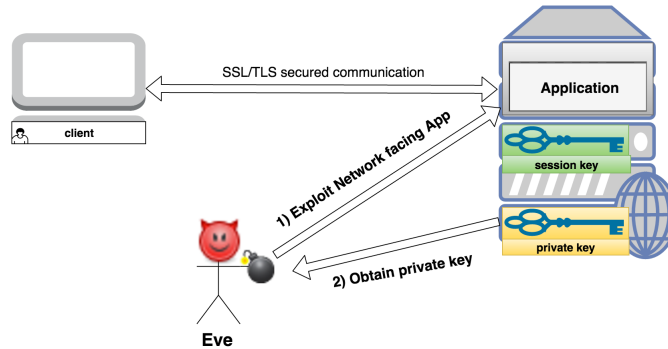 SSL/TLS secured communication
Application
client
1) Exploit Network facing App
session key
private key
2) Obtain private key
Eve